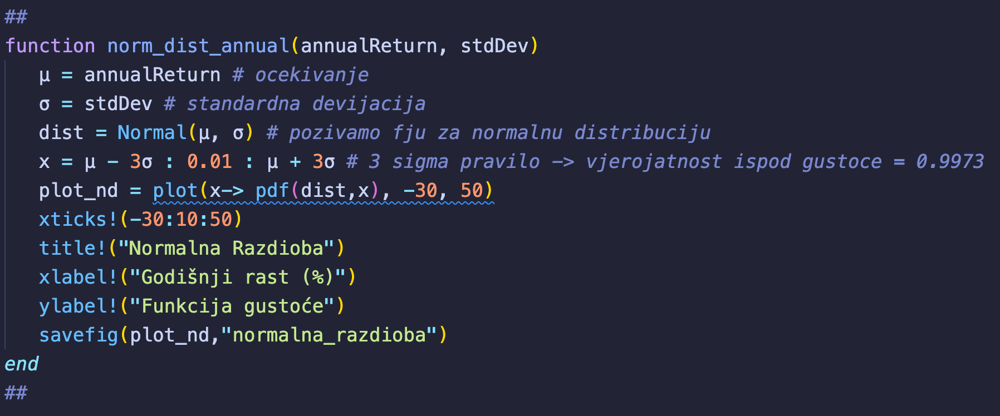 ##
function norm_dist_annual(annualReturn, stdDev)
μ = annualReturn # ocekivanje
σ = stdDev # standardna devijacija
dist = Normal(μ, σ) # pozivamo fju za normalnu distribuciju
x = μ - 3σ : 0.01 : μ + 3σ # 3 sigma pravilo -> vjerojatnost ispod gustoce = 0.9973
plot_nd = plot(x-> pdf(dist,x), -30, 50)
xticks!(-30:10:50)
title!("Normalna Razdioba")
xlabel!("Godišnji rast (%)")
ylabel!("Funkcija gustoće")
savefig(plot_nd,"normalna_razdioba")
end
##